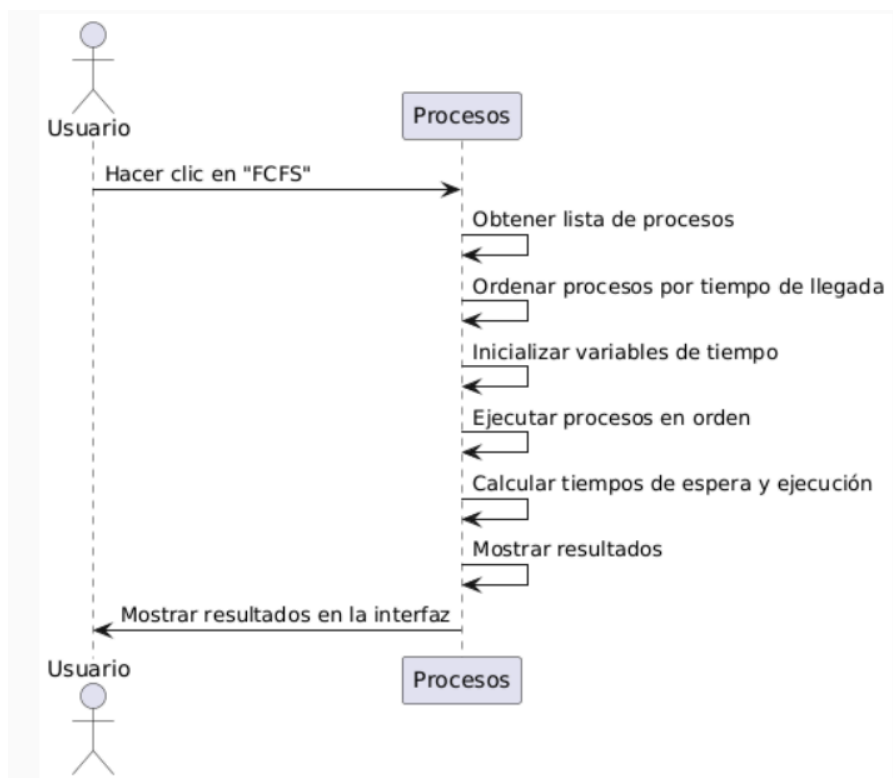 Usuario
Procesos
Hacer clic en "FCFS"
Obtener lista de procesos
Ordenar procesos por tiempo de llegada
Inicializar variables de tiempo
Ejecutar procesos en orden
Calcular tiempos de espera y ejecución
Mostrar resultados
Mostrar resultados en la interfaz
Usuario
Procesos